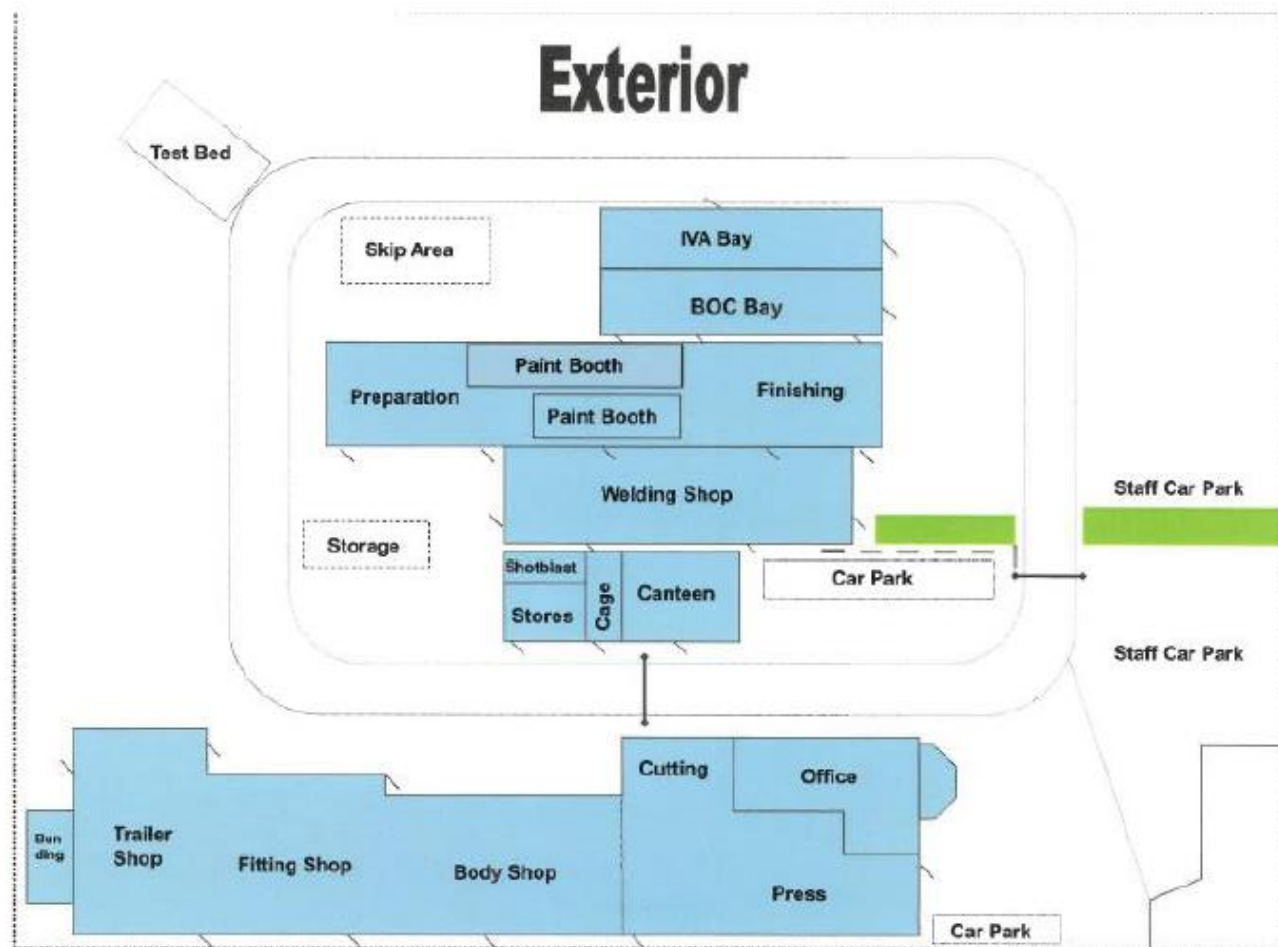 Exterior
Test Bed
Skip Area
IVA Bay
BOC Bay
Paint Booth
Preparation
Finishing
Paint Booth
Welding Shop
Staff Car Park
Storage
Shotblast
Stores
Cage
Canteen
Car Park
Staff Car Park
Cutting
Office
Bun
ding
Trailer
Shop
Fitting Shop
Body Shop
Press
Car Park